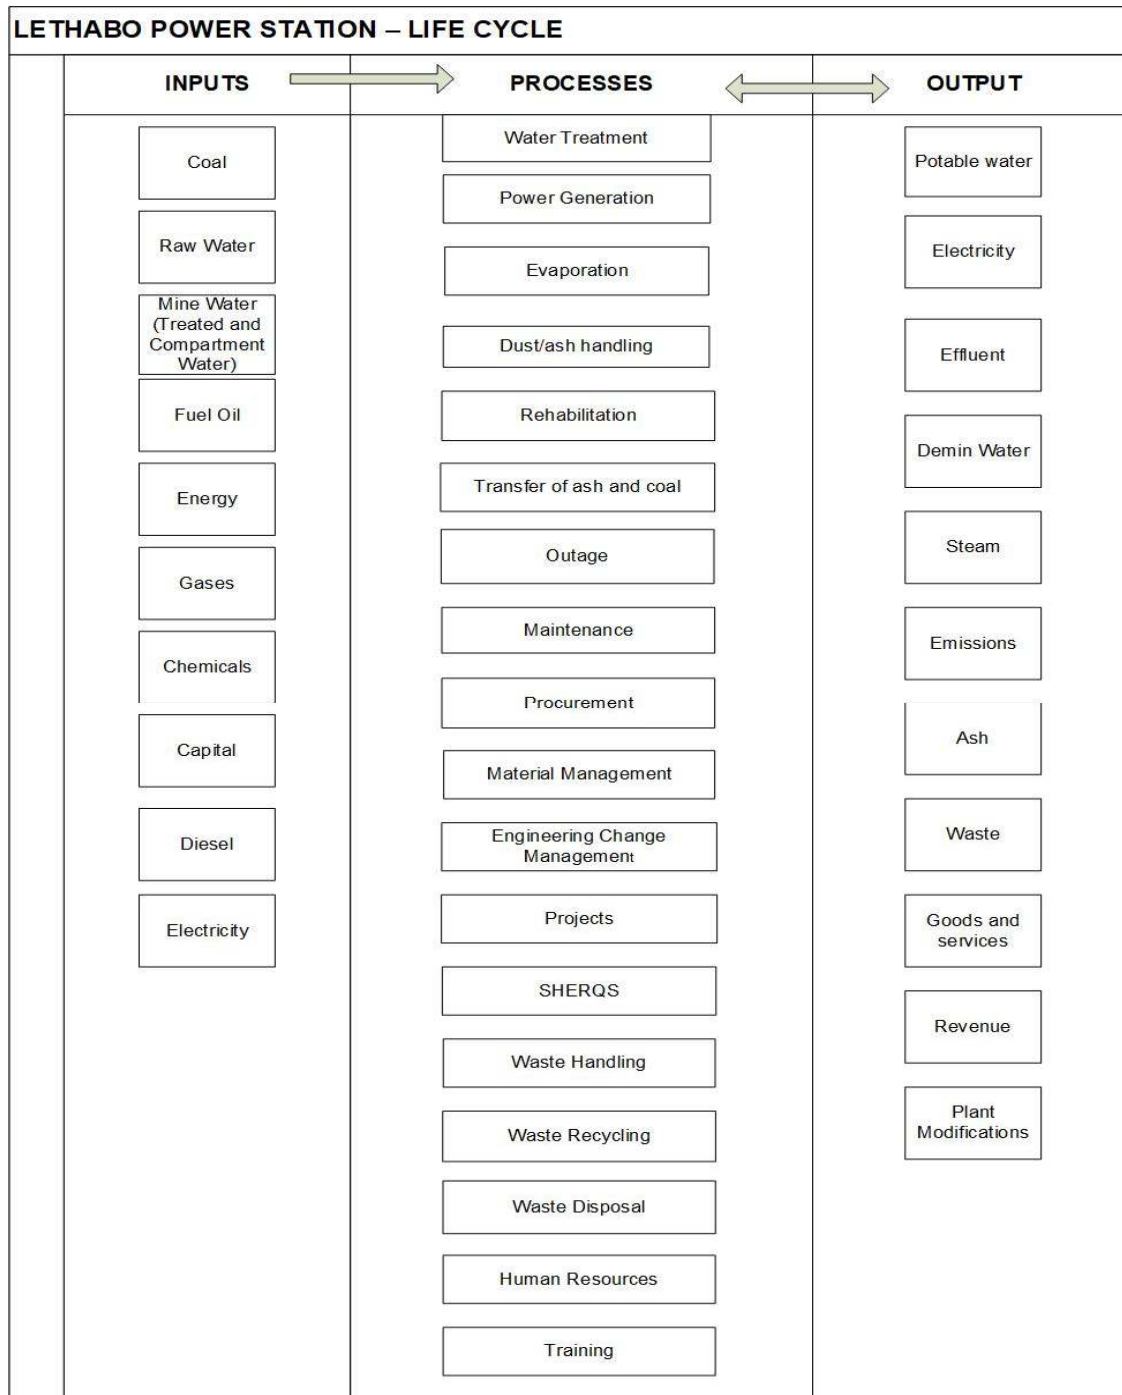 LETHABO POWER STATION – LIFE CYCLE
INPUTS
PROCESSES
OUTPUT
Coal
Raw Water
Mine Water
(Treated and
Compartment
Water)
Fuel Oil
Energy
Gases
Chemicals
Capital
Diesel
Electricity
Water Treatment
Power Generation
Evaporation
Dust/ash handling
Rehabilitation
Transfer of ash and coal
Outage
Maintenance
Procurement
Material Management
Engineering Change
Management
Projects
SHERQS
Waste Handling
Waste Recycling
Waste Disposal
Human Resources
Training
Potable water
Electricity
Effluent
Demin Water
Steam
Emissions
Ash
Waste
Goods and
services
Revenue
Plant
Modifications